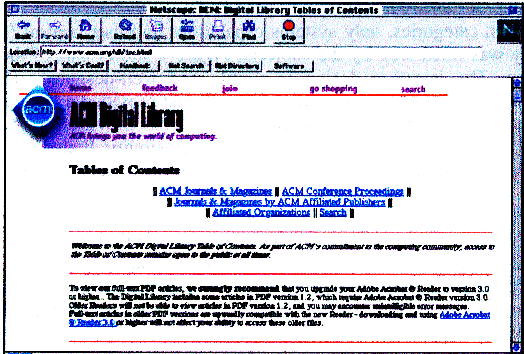 Netscape: ACM: Digital Library Tables of Contents
Back Forward Home Reload Images Open Print Find Stop
N
Location: http://www.acm.org/dl/toc.html
What's New? What's Cool? Handbook Net Search Net Directory Software
home feedback join go shopping search
acm
ACM Digital Library
ACM brings you the world of computing.
Tables of Contents
|| ACM Journals & Magazines || ACM Conference Proceedings ||
|| Journals & Magazines by ACM Affiliated Publishers ||
|| Affiliated Organizations || Search ||
Welcome to the ACM Digital Library Table of Contents. As part of ACM's commitment to the computing community, access to
the Table of Contents remains open to the public at all times.
To view our full-text PDF articles, we strongly recommend that you upgrade your Adobe Acrobat ® Reader to version 3.0
or higher. The Digital Library includes some articles in PDF version 1.2, which require Adobe Acrobat ® Reader version 3.0.
Older Readers will not be able to view articles in PDF version 1.2, and you may encounter unintelligible error messages.
Full-text articles in older PDF versions are upwardly compatible with the new Reader - downloading and using Adobe Acrobat
® Reader 3.0 or higher will not affect your ability to access these older files.